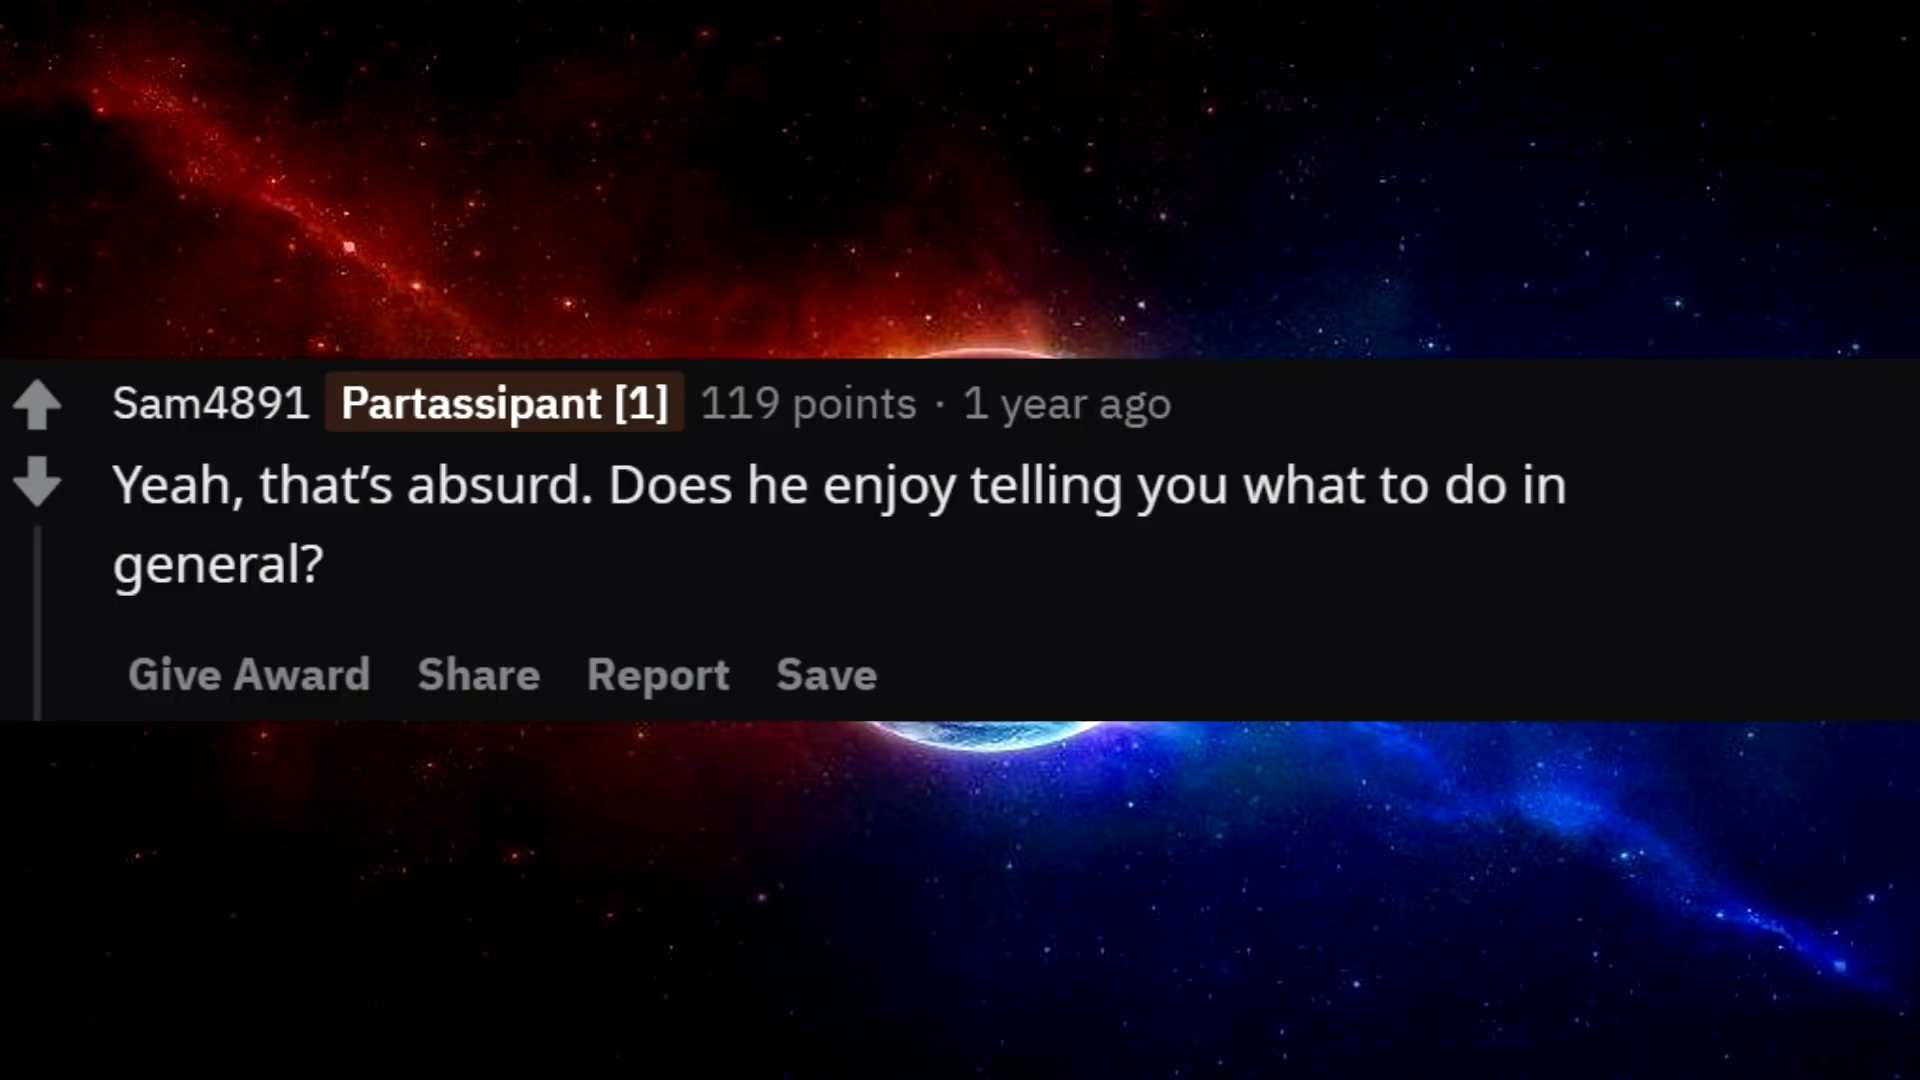 Sam4891 Partassipant [1] 119 points · 1 year ago
Yeah, that’s absurd. Does he enjoy telling you what to do in
general?
Give Award Share Report Save